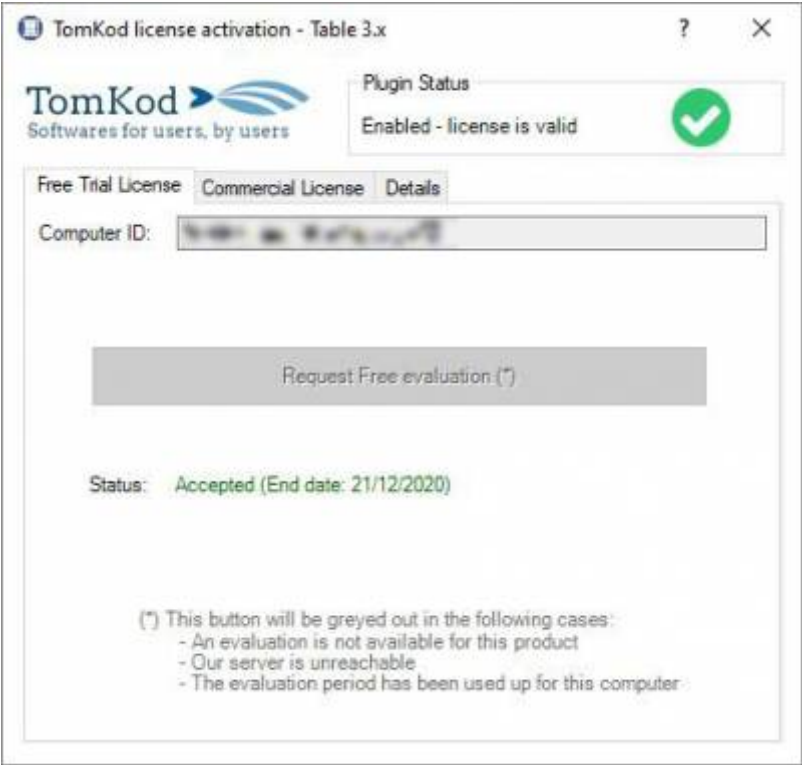 TomKod license activation - Table 3.x
?
TomKod
Softwares for users, by users
Plugin Status
Enabled - license is valid
Free Trial License
Commercial License
Details
Computer ID:
Request Free evaluation (*)
Status: Accepted (End date: 21/12/2020)
(*) This button will be greyed out in the following cases:
- An evaluation is not available for this product
- Our server is unreachable
- The evaluation period has been used up for this computer